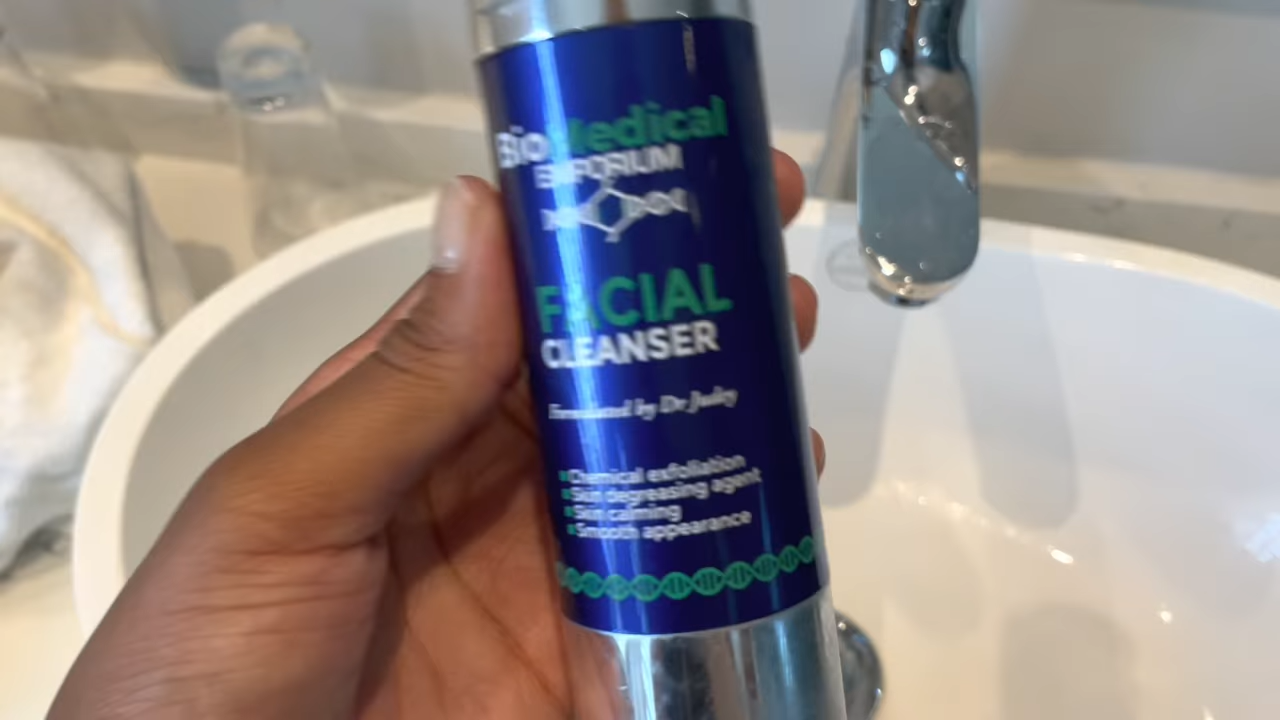 BioMedical
EMPORIUM
FACIAL
CLEANSER
Formulated by Dr Judey
Chemical exfoliation
Skin degreasing agent
Skin calming
Smooth appearance